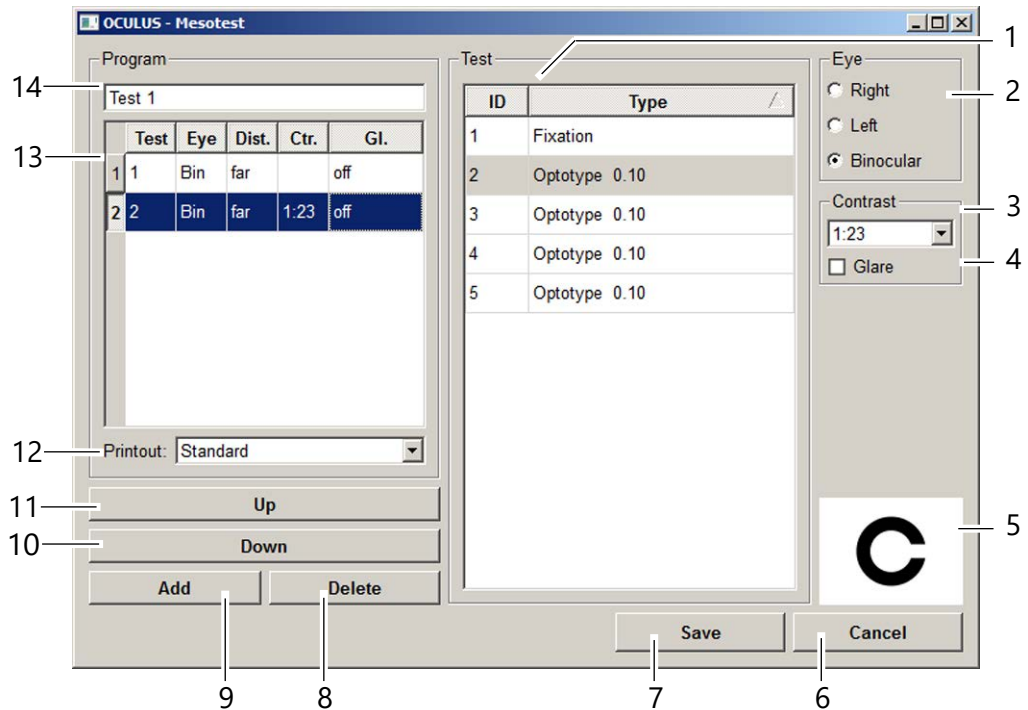 OCULUS - Mesotest
1
Program
Test
Eye
14
Test 1
ID Type
Right
2
Test Eye Dist. Ctr. Gl.
1 Fixation
Left
13
1 1 Bin far off
2 Optotype 0.10
Binocular
2 2 Bin far 1:23 off
3 Optotype 0.10
Contrast
3
1:23
4 Optotype 0.10
Glare
4
5 Optotype 0.10
12
Printout: Standard
11
Up
10
Down
5
C
Add Delete
Save Cancel
9 8 7 6